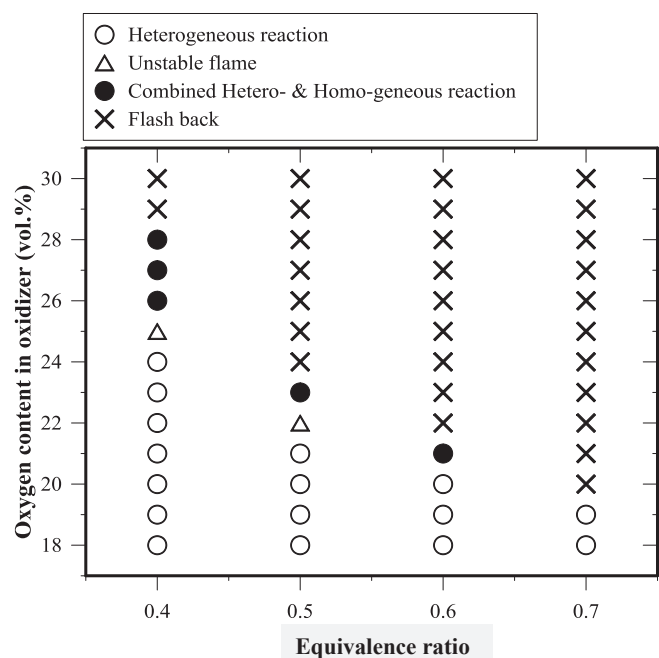 Heterogeneous reaction
Unstable flame
Combined Hetero- & Homo-geneous reaction
Flash back
Oxygen content in oxidizer (vol.%)
30
28
26
24
22
20
18
0.4 0.5 0.6 0.7
Equivalence ratio